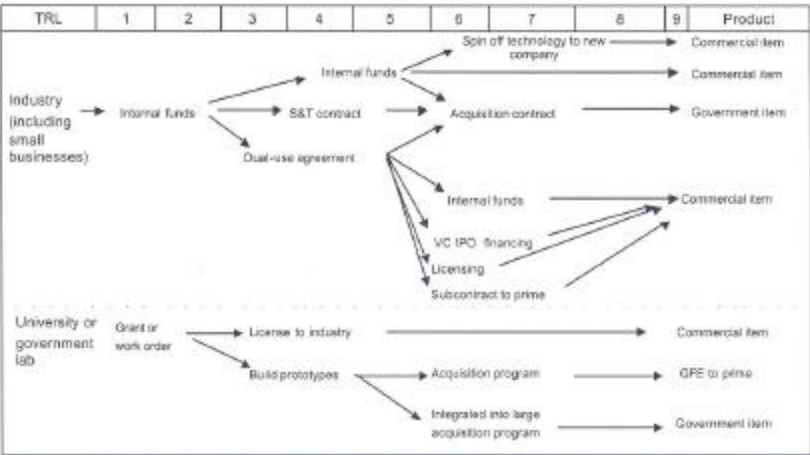 TRL 1 2 3 4 5 6 7 8 9 Product
Spin off technology to new
company
Commercial item
Internal funds
Commercial item
Industry
(including
small
businesses)
Internal funds
S&T contract
Acquisition contract
Government item
Dual-use agreement
Internal funds
Commercial item
VC IPO financing
Licensing
Subcontract to prime
University or
government
lab
Grant or
work order
License to industry
Commercial item
Build prototypes
Acquisition program
GFE to prime
Integrated into large
acquisition program
Government item